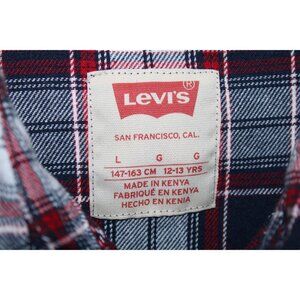 LEVI'S
®
SAN FRANCISCO, CAL.
L G G
147-163 CM 12-13 YRS
MADE IN KENYA
FABRIQUÉ EN KENYA
HECHO EN KENIA